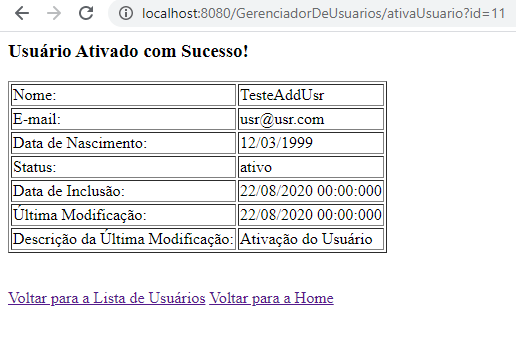 localhost:8080/GerenciadorDeUsuarios/ativaUsuario?id=11
Usuário Ativado com Sucesso!
Nome: TesteAddUsr
E-mail: usr@usr.com
Data de Nascimento: 12/03/1999
Status: ativo
Data de Inclusão: 22/08/2020 00:00:000
Última Modificação: 22/08/2020 00:00:000
Descrição da Última Modificação: Ativação do Usuário
Voltar para a Lista de Usuários Voltar para a Home